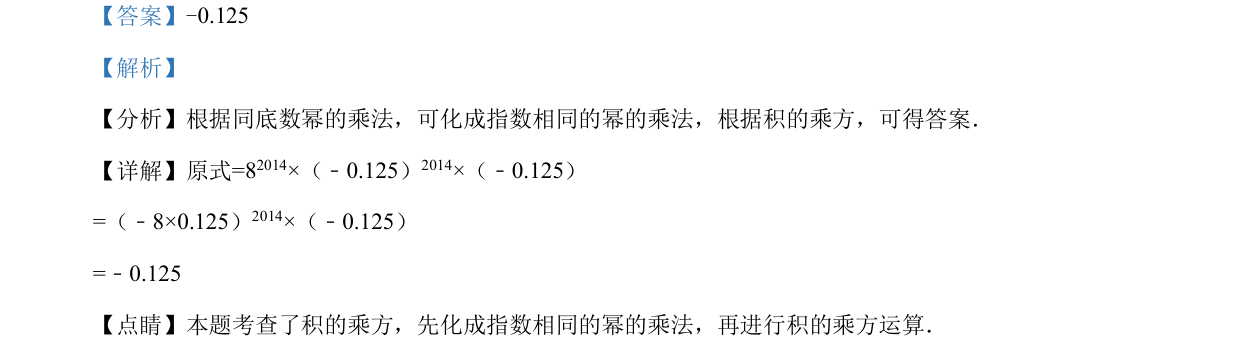 【答案】−0.125
【解析】
【分析】根据同底数幂的乘法，可化成指数相同的幂的乘法，根据积的乘方，可得答案．
【详解】原式=8²⁰¹⁴×（﹣0.125）²⁰¹⁴×（﹣0.125）
=（﹣8×0.125）²⁰¹⁴×（﹣0.125）
=﹣0.125
【点睛】本题考查了积的乘方，先化成指数相同的幂的乘法，再进行积的乘方运算．